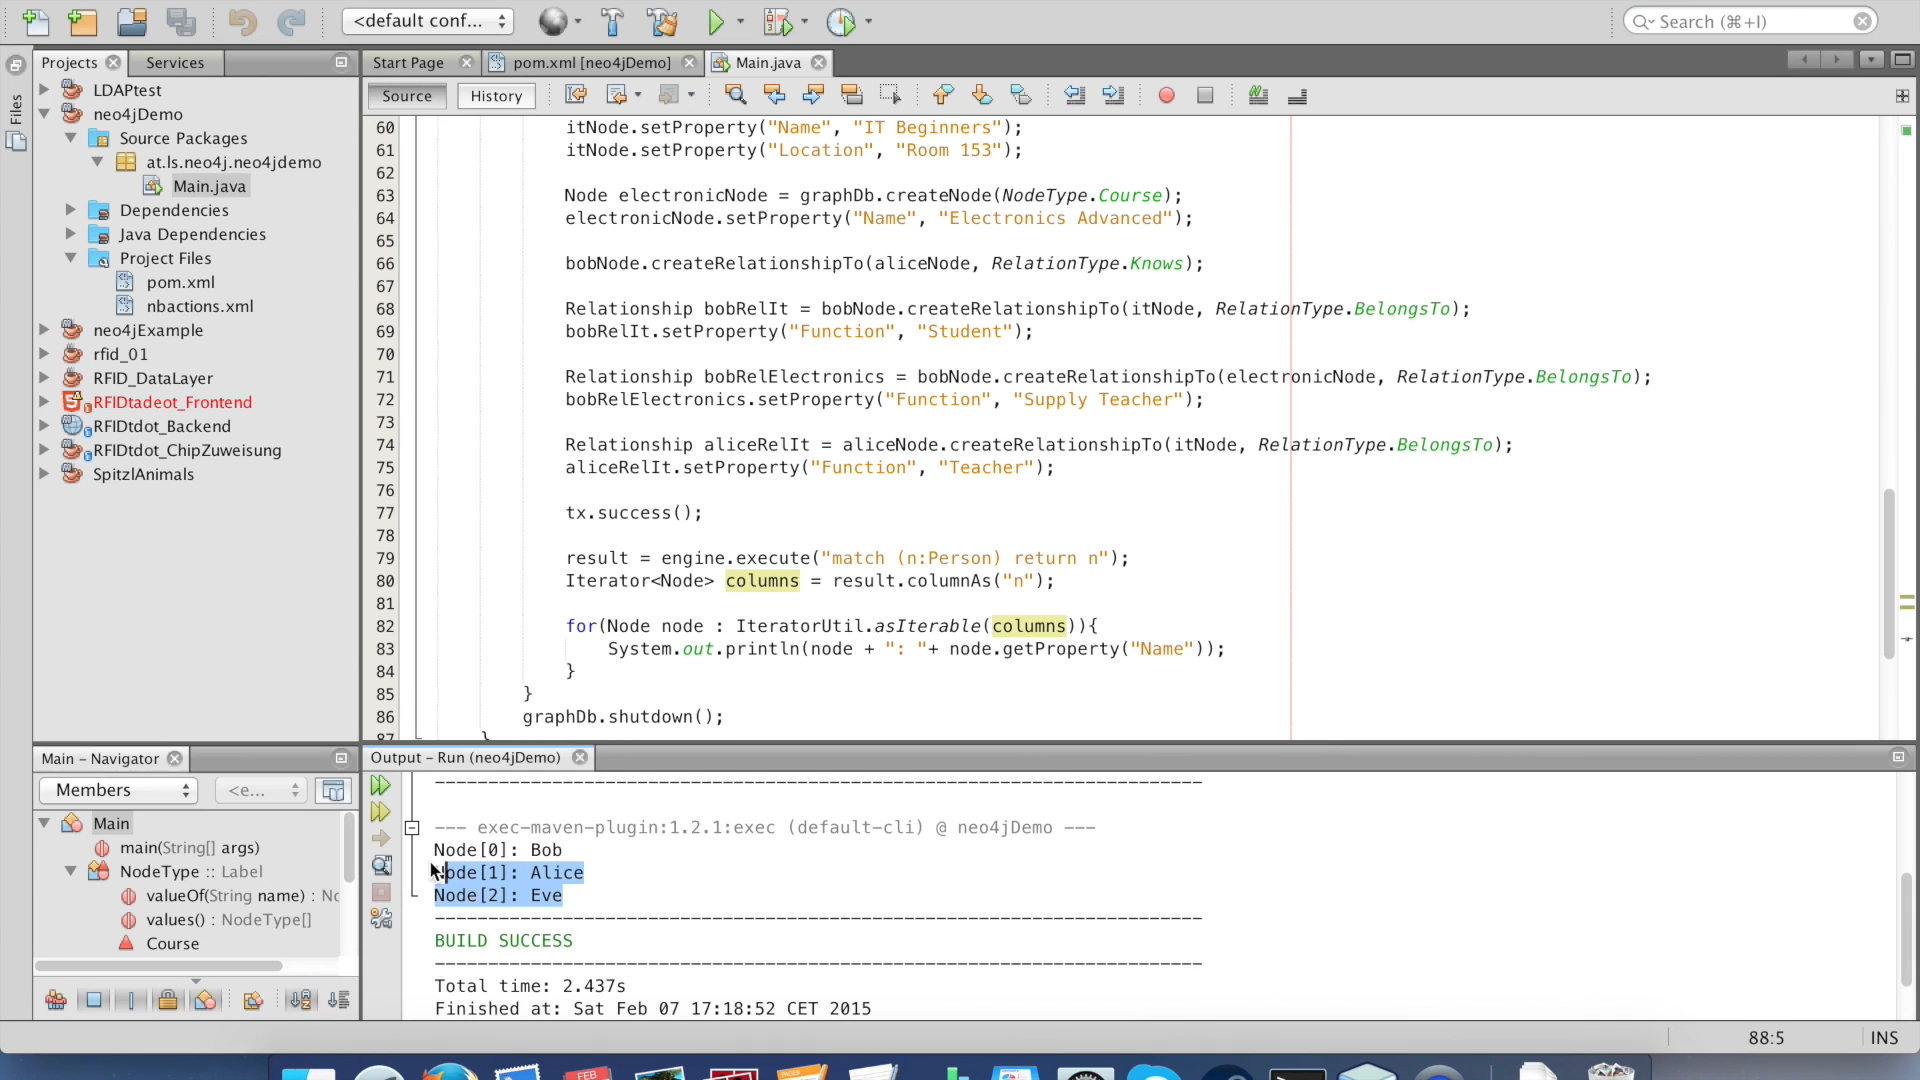 <default conf...
Search (⌘+I)
Files
Projects
Services
LDAPtest
neo4jDemo
Source Packages
at.ls.neo4j.neo4jdemo
Main.java
Dependencies
Java Dependencies
Project Files
pom.xml
nbactions.xml
neo4jExample
rfid_01
RFID_DataLayer
RFIDtadeot_Frontend
RFIDtdot_Backend
RFIDtdot_ChipZuweisung
SpitzlAnimals
Start Page
pom.xml [neo4jDemo]
Main.java
Source
History
60 itNode.setProperty("Name", "IT Beginners");
61 itNode.setProperty("Location", "Room 153");
62
63 Node electronicNode = graphDb.createNode(NodeType.Course);
64 electronicNode.setProperty("Name", "Electronics Advanced");
65
66 bobNode.createRelationshipTo(aliceNode, RelationType.Knows);
67
68 Relationship bobRelIt = bobNode.createRelationshipTo(itNode, RelationType.BelongsTo);
69 bobRelIt.setProperty("Function", "Student");
70
71 Relationship bobRelElectronics = bobNode.createRelationshipTo(electronicNode, RelationType.BelongsTo);
72 bobRelElectronics.setProperty("Function", "Supply Teacher");
73
74 Relationship aliceRelIt = aliceNode.createRelationshipTo(itNode, RelationType.BelongsTo);
75 aliceRelIt.setProperty("Function", "Teacher");
76
77 tx.success();
78
79 result = engine.execute("match (n:Person) return n");
80 Iterator<Node> columns = result.columnAs("n");
81
82 for(Node node : IteratorUtil.asIterable(columns)){
83 System.out.println(node + ": "+ node.getProperty("Name"));
84 }
85 }
86 graphDb.shutdown();
87 }
Main – Navigator
Members
<e...
Main
main(String[] args)
NodeType :: Label
valueOf(String name) : No
values() : NodeType[]
Course
Output – Run (neo4jDemo)
------------------------------------------------------------------------
--- exec-maven-plugin:1.2.1:exec (default-cli) @ neo4jDemo ---
Node[0]: Bob
Node[1]: Alice
Node[2]: Eve
------------------------------------------------------------------------
BUILD SUCCESS
------------------------------------------------------------------------
Total time: 2.437s
Finished at: Sat Feb 07 17:18:52 CET 2015
88:5
INS
FEB
PAGES